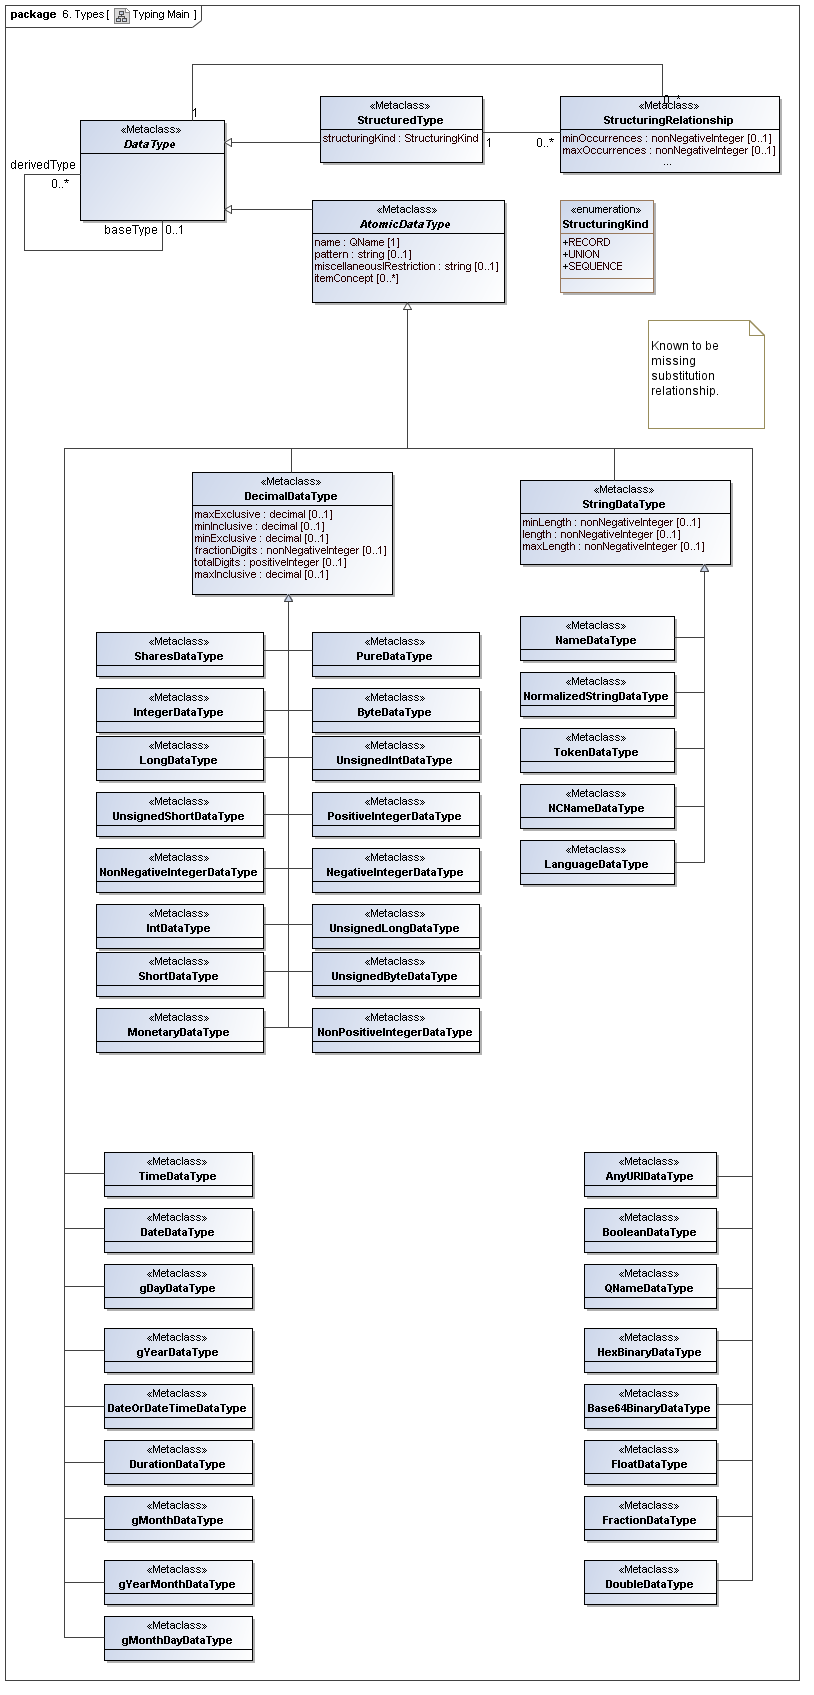 package 6. Types [ Typing Main ]
1
0..*
«Metaclass»
DataType
derivedType
0..*
baseType
0..1
«Metaclass»
StructuredType
structuringKind : StructuringKind
1
0..*
«Metaclass»
StructuringRelationship
minOccurrences : nonNegativeInteger [0..1]
maxOccurrences : nonNegativeInteger [0..1]
...
«Metaclass»
AtomicDataType
name : QName [1]
pattern : string [0..1]
miscellaneouslRestriction : string [0..1]
itemConcept [0..*]
«enumeration»
StructuringKind
+RECORD
+UNION
+SEQUENCE
Known to be
missing
substitution
relationship.
«Metaclass»
DecimalDataType
maxExclusive : decimal [0..1]
minInclusive : decimal [0..1]
minExclusive : decimal [0..1]
fractionDigits : nonNegativeInteger [0..1]
totalDigits : positiveInteger [0..1]
maxInclusive : decimal [0..1]
«Metaclass»
StringDataType
minLength : nonNegativeInteger [0..1]
length : nonNegativeInteger [0..1]
maxLength : nonNegativeInteger [0..1]
«Metaclass»
SharesDataType
«Metaclass»
PureDataType
«Metaclass»
IntegerDataType
«Metaclass»
ByteDataType
«Metaclass»
LongDataType
«Metaclass»
UnsignedIntDataType
«Metaclass»
UnsignedShortDataType
«Metaclass»
PositiveIntegerDataType
«Metaclass»
NonNegativeIntegerDataType
«Metaclass»
NegativeIntegerDataType
«Metaclass»
IntDataType
«Metaclass»
UnsignedLongDataType
«Metaclass»
ShortDataType
«Metaclass»
UnsignedByteDataType
«Metaclass»
MonetaryDataType
«Metaclass»
NonPositiveIntegerDataType
«Metaclass»
NameDataType
«Metaclass»
NormalizedStringDataType
«Metaclass»
TokenDataType
«Metaclass»
NCNameDataType
«Metaclass»
LanguageDataType
«Metaclass»
TimeDataType
«Metaclass»
DateDataType
«Metaclass»
gDayDataType
«Metaclass»
gYearDataType
«Metaclass»
DateOrDateTimeDataType
«Metaclass»
DurationDataType
«Metaclass»
gMonthDataType
«Metaclass»
gYearMonthDataType
«Metaclass»
gMonthDayDataType
«Metaclass»
AnyURIDataType
«Metaclass»
BooleanDataType
«Metaclass»
QNameDataType
«Metaclass»
HexBinaryDataType
«Metaclass»
Base64BinaryDataType
«Metaclass»
FloatDataType
«Metaclass»
FractionDataType
«Metaclass»
DoubleDataType